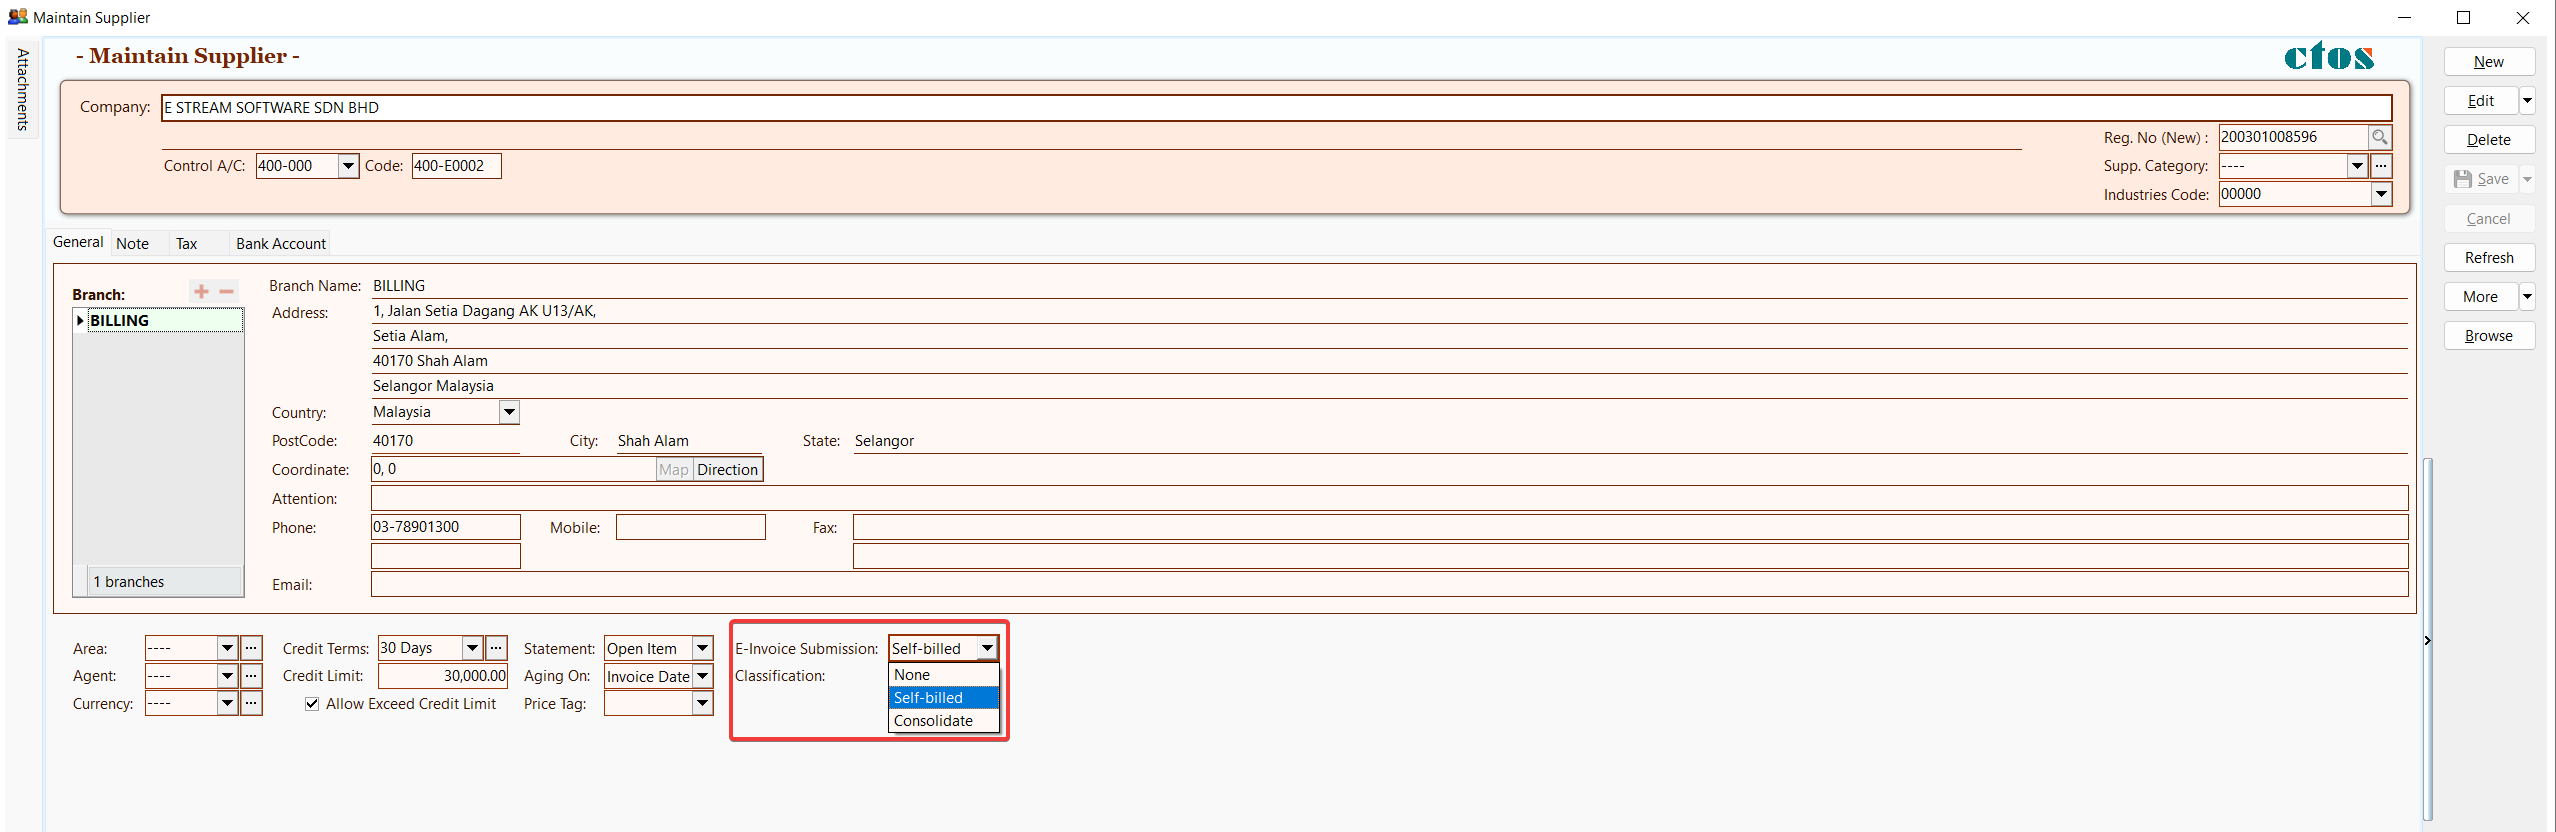 Maintain Supplier
Attachments
- Maintain Supplier -
ctos
Company: E STREAM SOFTWARE SDN BHD
Reg. No (New) : 200301008596
Control A/C: 400-000 Code: 400-E0002
Supp. Category: ----
Industries Code: 00000
New
Edit
Delete
Save
Cancel
Refresh
More
Browse
General Note Tax Bank Account
Branch:
BILLING
1 branches
Branch Name: BILLING
Address: 1, Jalan Setia Dagang AK U13/AK,
Setia Alam,
40170 Shah Alam
Selangor Malaysia
Country: Malaysia
PostCode: 40170 City: Shah Alam State: Selangor
Coordinate: 0, 0 Map Direction
Attention:
Phone: 03-78901300 Mobile: Fax:
Email:
Area: ---- Credit Terms: 30 Days Statement: Open Item E-Invoice Submission: Self-billed
Agent: ---- Credit Limit: 30,000.00 Aging On: Invoice Date Classification: None
Self-billed
Currency: ---- Allow Exceed Credit Limit Price Tag:
Consolidate